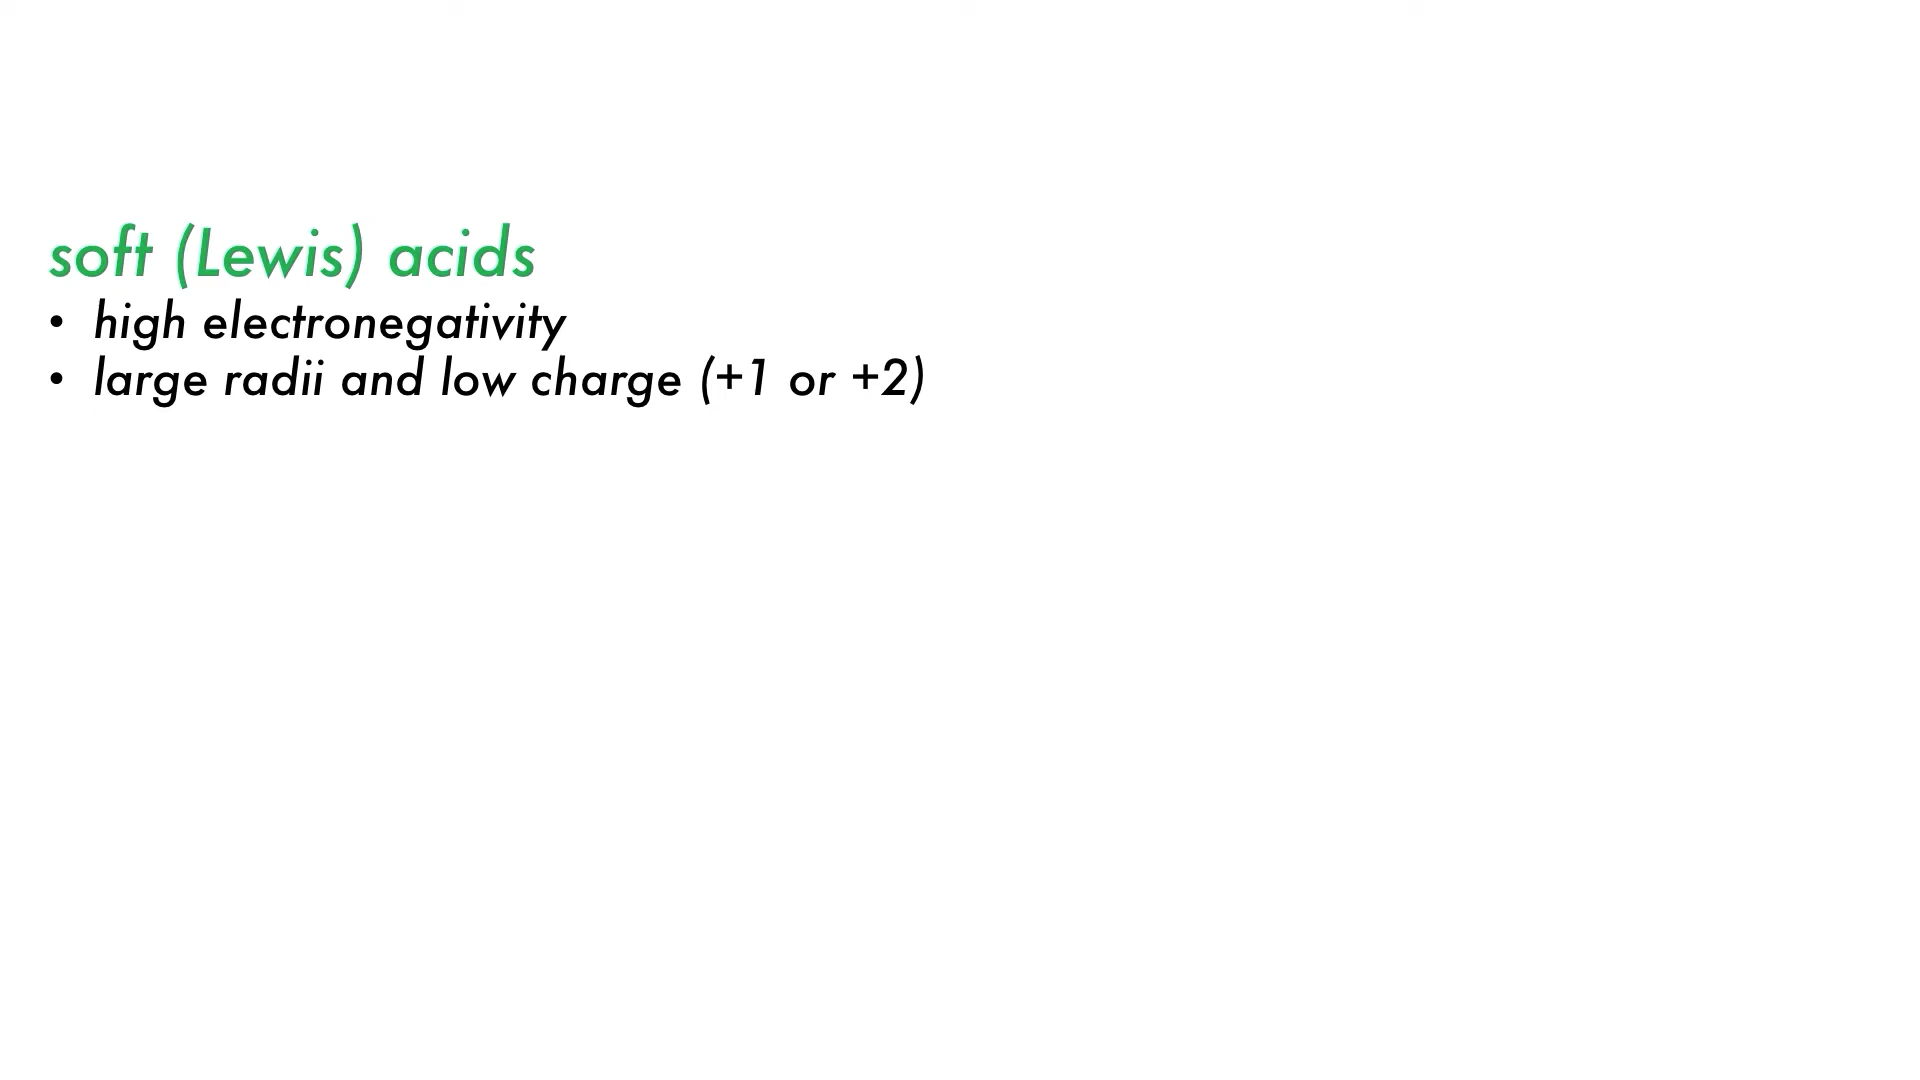 soft (Lewis) acids
• high electronegativity
• large radii and low charge (+1 or +2)